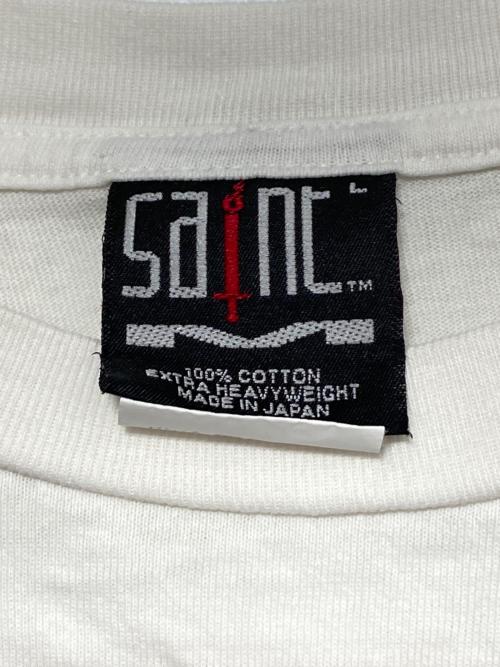 saint L
TM
100% COTTON
EXTRA HEAVYWEIGHT
MADE IN JAPAN